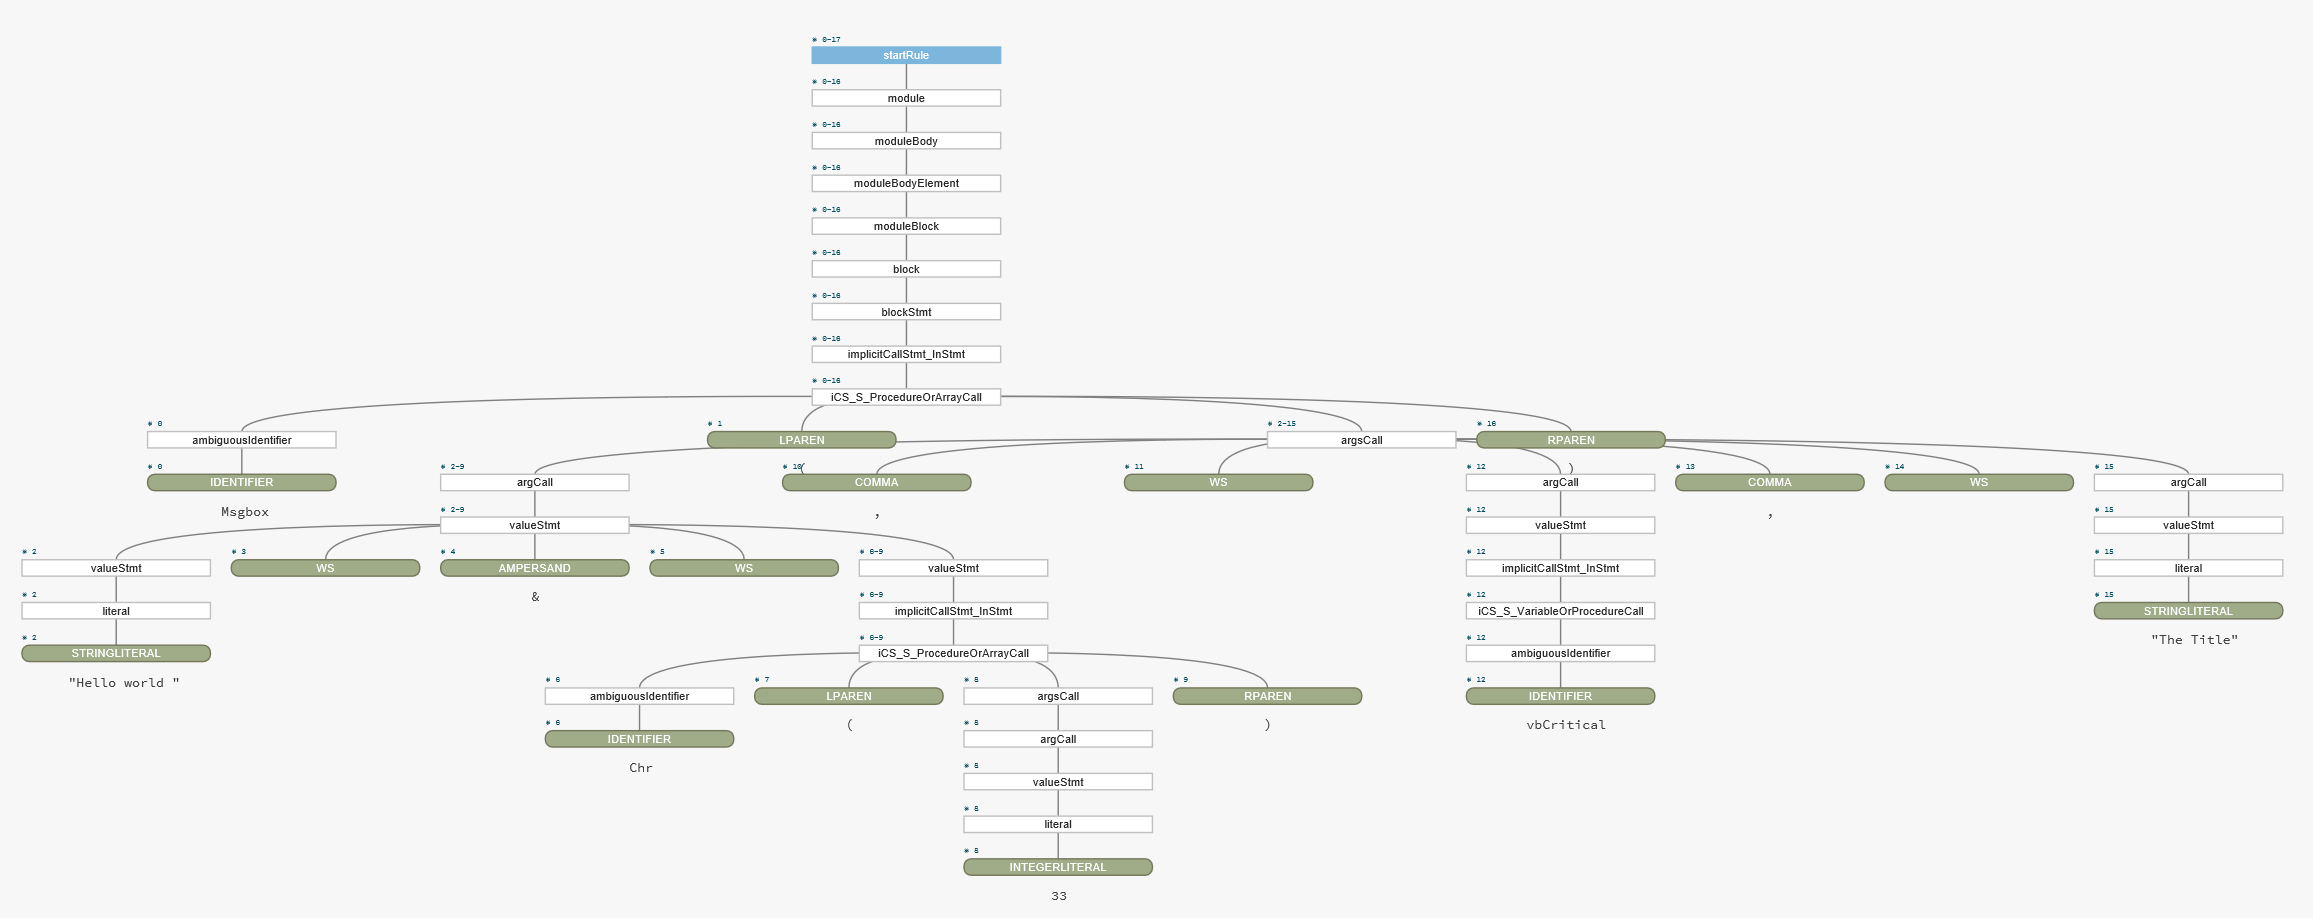 # 0-17
startRule
# 0-16
module
# 0-16
moduleBody
# 0-16
moduleBodyElement
# 0-16
moduleBlock
# 0-16
block
# 0-16
blockStmt
# 0-16
implicitCallStmt_InStmt
# 0-16
iCS_S_ProcedureOrArrayCall
# 0 # 1 # 2-15 # 16
ambiguousIdentifier LPAREN argsCall RPAREN
# 0 # 2-9 # 10 ( # 11 # 12 ) # 13 # 14 # 15
IDENTIFIER argCall COMMA WS argCall COMMA WS argCall
Msgbox # 2-9 , # 12 , # 15
valueStmt valueStmt valueStmt
# 2 # 3 # 4 # 5 # 6-9 # 12 # 15
valueStmt WS AMPERSAND WS valueStmt implicitCallStmt_InStmt literal
# 2 & # 6-9 # 12 # 15
literal implicitCallStmt_InStmt iCS_S_VariableOrProcedureCall STRINGLITERAL
# 2 # 6-9 # 12 "The Title"
STRINGLITERAL iCS_S_ProcedureOrArrayCall ambiguousIdentifier
"Hello world " # 6 # 7 # 8 # 9 # 12
ambiguousIdentifier LPAREN argsCall RPAREN IDENTIFIER
# 6 ( # 8 ) vbCritical
IDENTIFIER argCall
Chr # 8
valueStmt
# 8
literal
# 8
INTEGERLITERAL
33